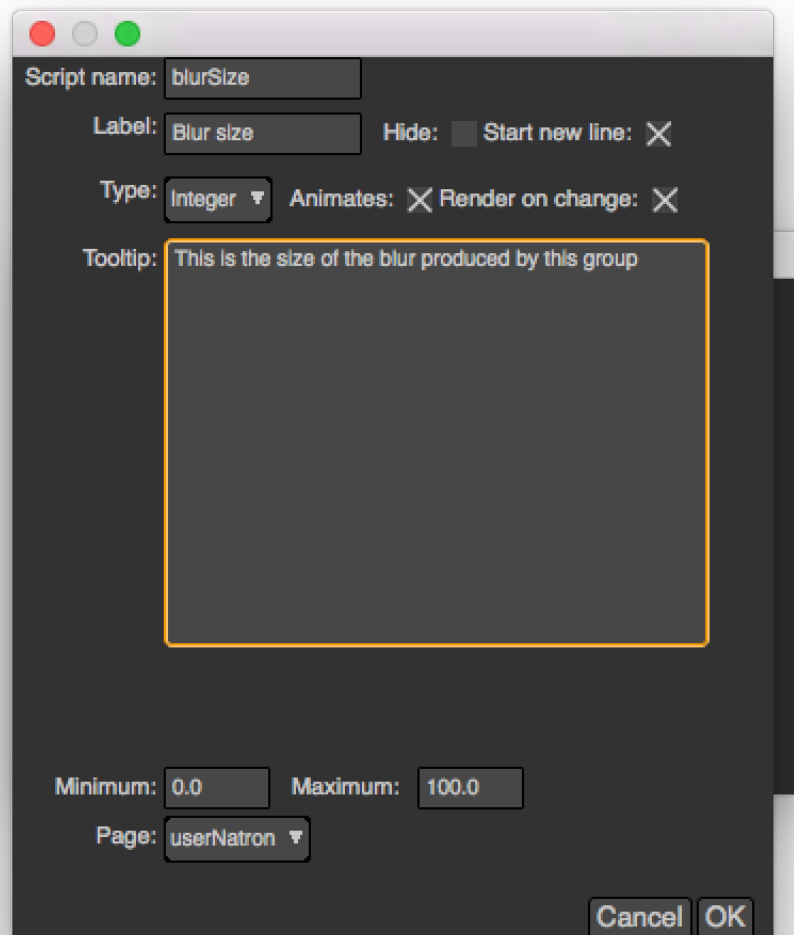 Script name: blurSize
Label: Blur size Hide: Start new line:
Type: Integer Animates: Render on change:
Tooltip: This is the size of the blur produced by this group
Minimum: 0.0 Maximum: 100.0
Page: userNatron
Cancel OK